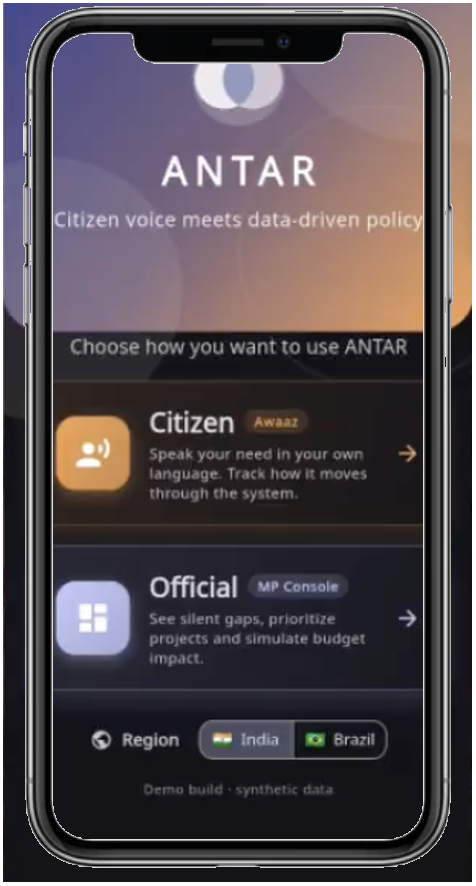 ANTAR
Citizen voice meets data-driven policy
Choose how you want to use ANTAR
Citizen Awaaz
Speak your need in your own
language. Track how it moves
through the system.
Official MP Console
See silent gaps, prioritize
projects and simulate budget
impact.
Region India Brazil
Demo build · synthetic data